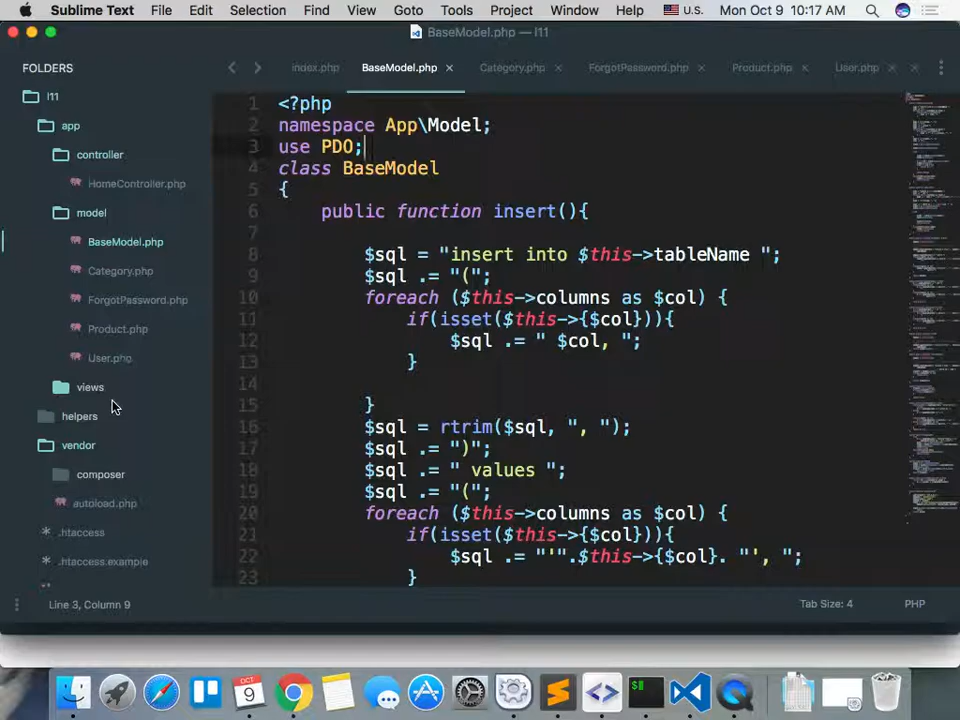 Sublime Text File Edit Selection Find View Goto Tools Project Window Help U.S. Mon Oct 9 10:17 AM
BaseModel.php — l11
FOLDERS
index.php BaseModel.php × Category.php × ForgotPassword.php × Product.php × User.php × ×
l11
app
controller
HomeController.php
model
BaseModel.php
Category.php
ForgotPassword.php
Product.php
User.php
views
helpers
vendor
composer
autoload.php
* .htaccess
* .htaccess.example
1 <?php
2 namespace App\Model;
3 use PDO;
4 class BaseModel
5 {
6 public function insert(){
7
8 $sql = "insert into $this->tableName ";
9 $sql .= "(";
10 foreach ($this->columns as $col) {
11 if(isset($this->{$col})){
12 $sql .= " $col, ";
13 }
14
15 }
16 $sql = rtrim($sql, ", ");
17 $sql .= ")";
18 $sql .= " values ";
19 $sql .= "(";
20 foreach ($this->columns as $col) {
21 if(isset($this->{$col})){
22 $sql .= "'".$this->{$col}. "', ";
23 }
Line 3, Column 9 Tab Size: 4 PHP
OCT
9